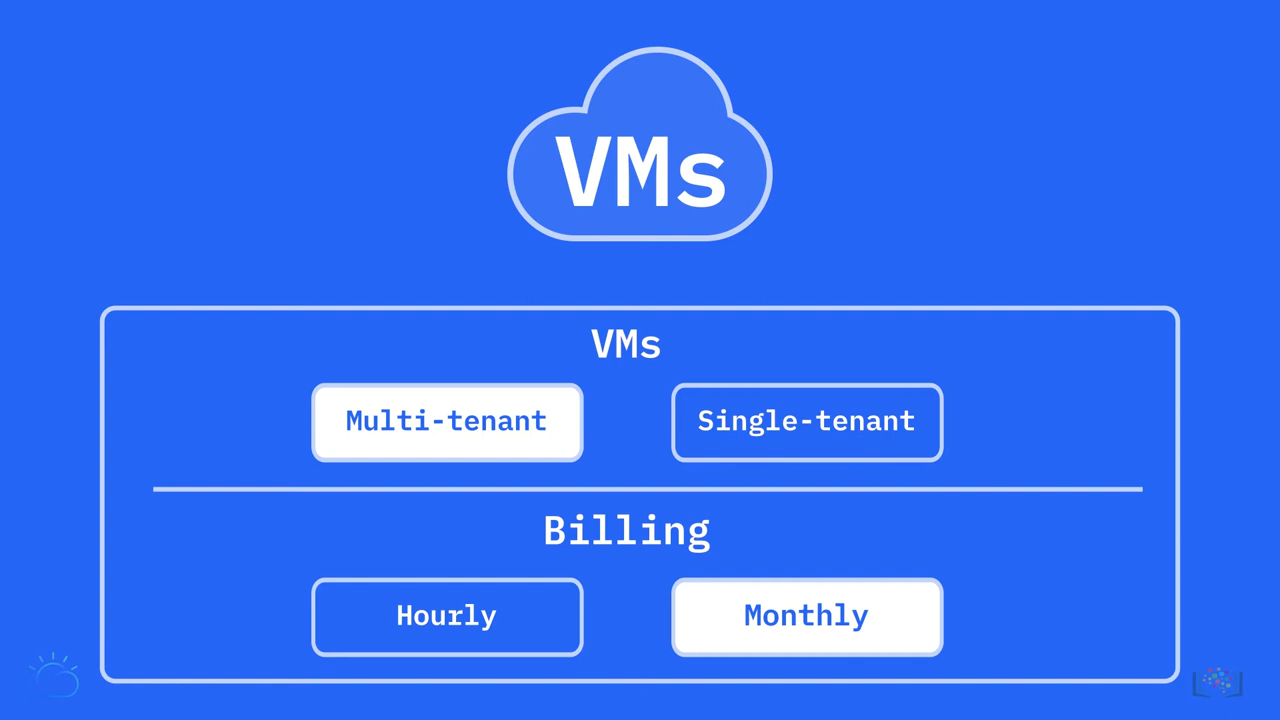 VMs
VMs
Multi-tenant
Single-tenant
Billing
Hourly
Monthly